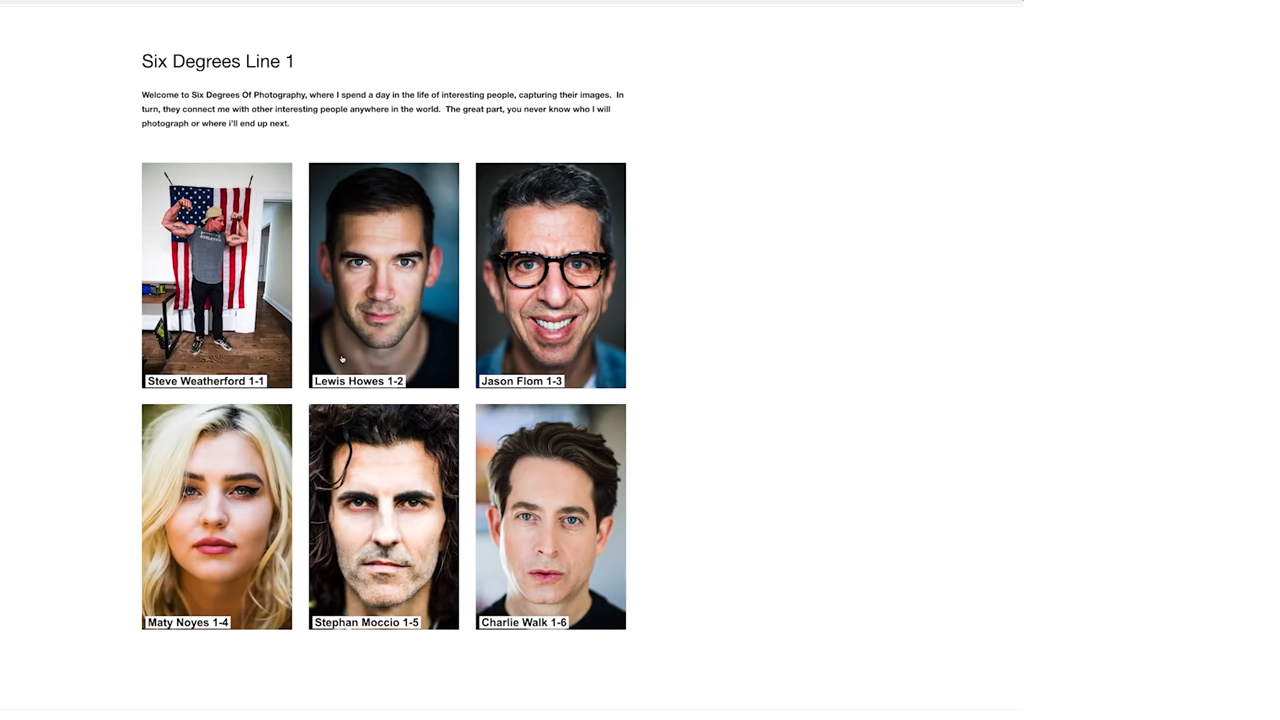 Six Degrees Line 1
Welcome to Six Degrees Of Photography, where I spend a day in the life of interesting people, capturing their images.  In
turn, they connect me with other interesting people anywhere in the world.  The great part, you never know who I will
photograph or where i'll end up next.
Steve Weatherford 1-1
Lewis Howes 1-2
Jason Flom 1-3
Maty Noyes 1-4
Stephan Moccio 1-5
Charlie Walk 1-6